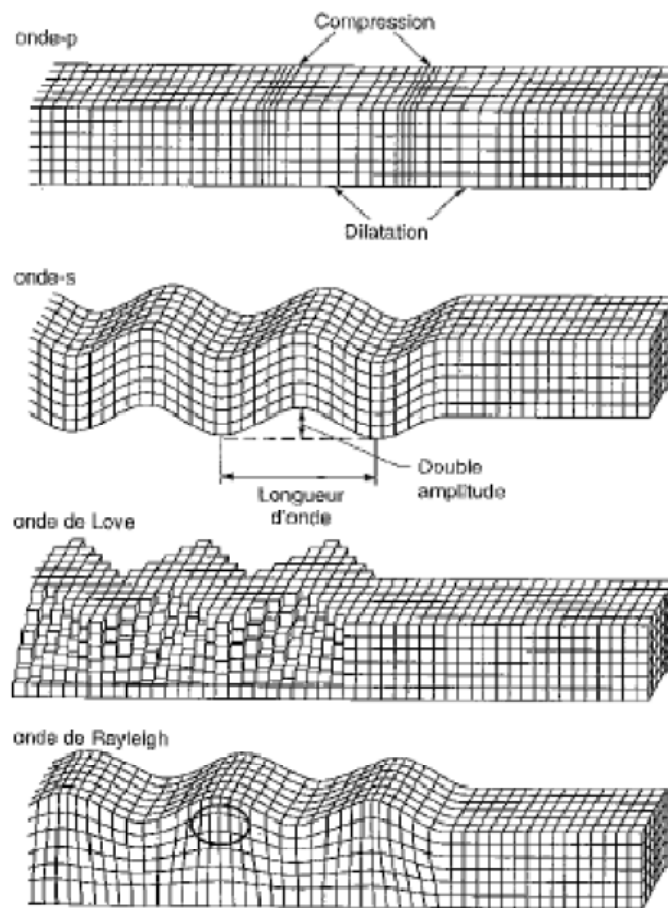 onde-p
Compression
Dilatation
onde-s
Double
amplitude
Longueur
d'onde
onde de Love
onde de Rayleigh